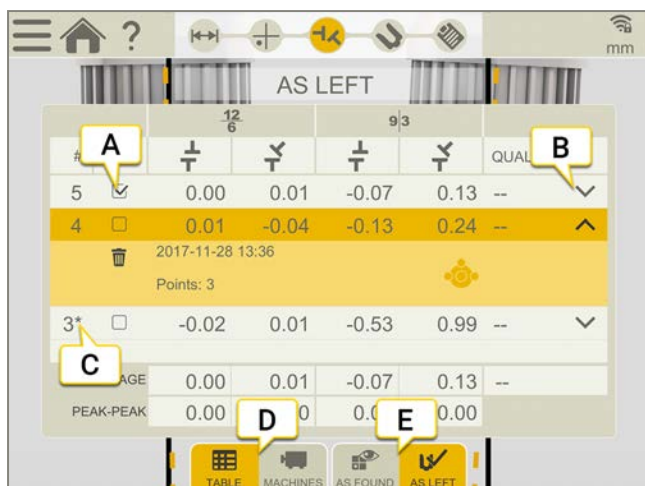 ?
mm
AS LEFT
12
6
9|3
#
A
QUAL
B
5 0.00 0.01 -0.07 0.13 --
4 0.01 -0.04 -0.13 0.24 --
2017-11-28 13:36
Points: 3
3* -0.02 0.01 -0.53 0.99 --
C
AGE 0.00 0.01 -0.07 0.13 --
PEAK-PEAK 0.00 0 0.0 0.00
D
E
TABLE MACHINES AS FOUND AS LEFT